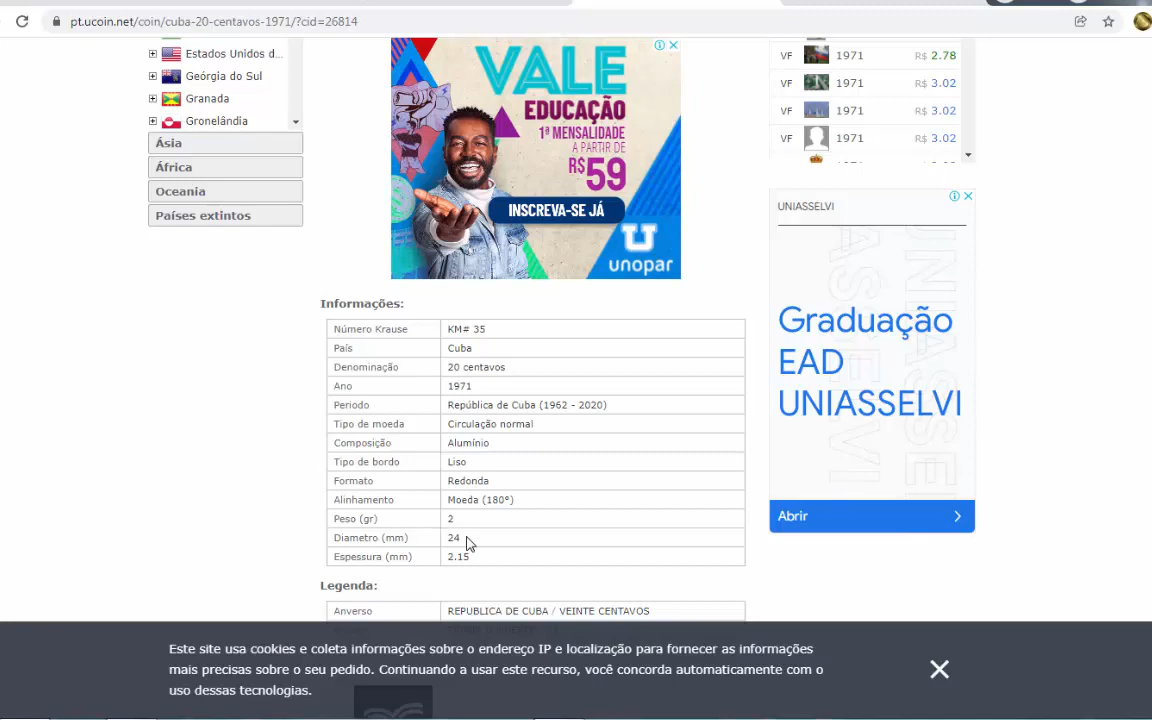 pt.ucoin.net/coin/cuba-20-centavos-1971/?cid=26814
Estados Unidos d...
Geórgia do Sul
Granada
Gronelândia
Ásia
África
Oceania
Países extintos
VALE
EDUCAÇÃO
1ª MENSALIDADE
A PARTIR DE
R$59
INSCREVA-SE JÁ
unopar
VF 1971 R$ 2.78
VF 1971 R$ 3.02
VF 1971 R$ 3.02
VF 1971 R$ 3.02
UNIASSELVI
Graduação
EAD
UNIASSELVI
Abrir
Informações:
Número Krause KM# 35
País Cuba
Denominação 20 centavos
Ano 1971
Periodo República de Cuba (1962 - 2020)
Tipo de moeda Circulação normal
Composição Alumínio
Tipo de bordo Liso
Formato Redonda
Alinhamento Moeda (180°)
Peso (gr) 2
Diametro (mm) 24
Espessura (mm) 2.15
Legenda:
Anverso REPUBLICA DE CUBA / VEINTE CENTAVOS
Este site usa cookies e coleta informações sobre o endereço IP e localização para fornecer as informações
mais precisas sobre o seu pedido. Continuando a usar este recurso, você concorda automaticamente com o
uso dessas tecnologias.